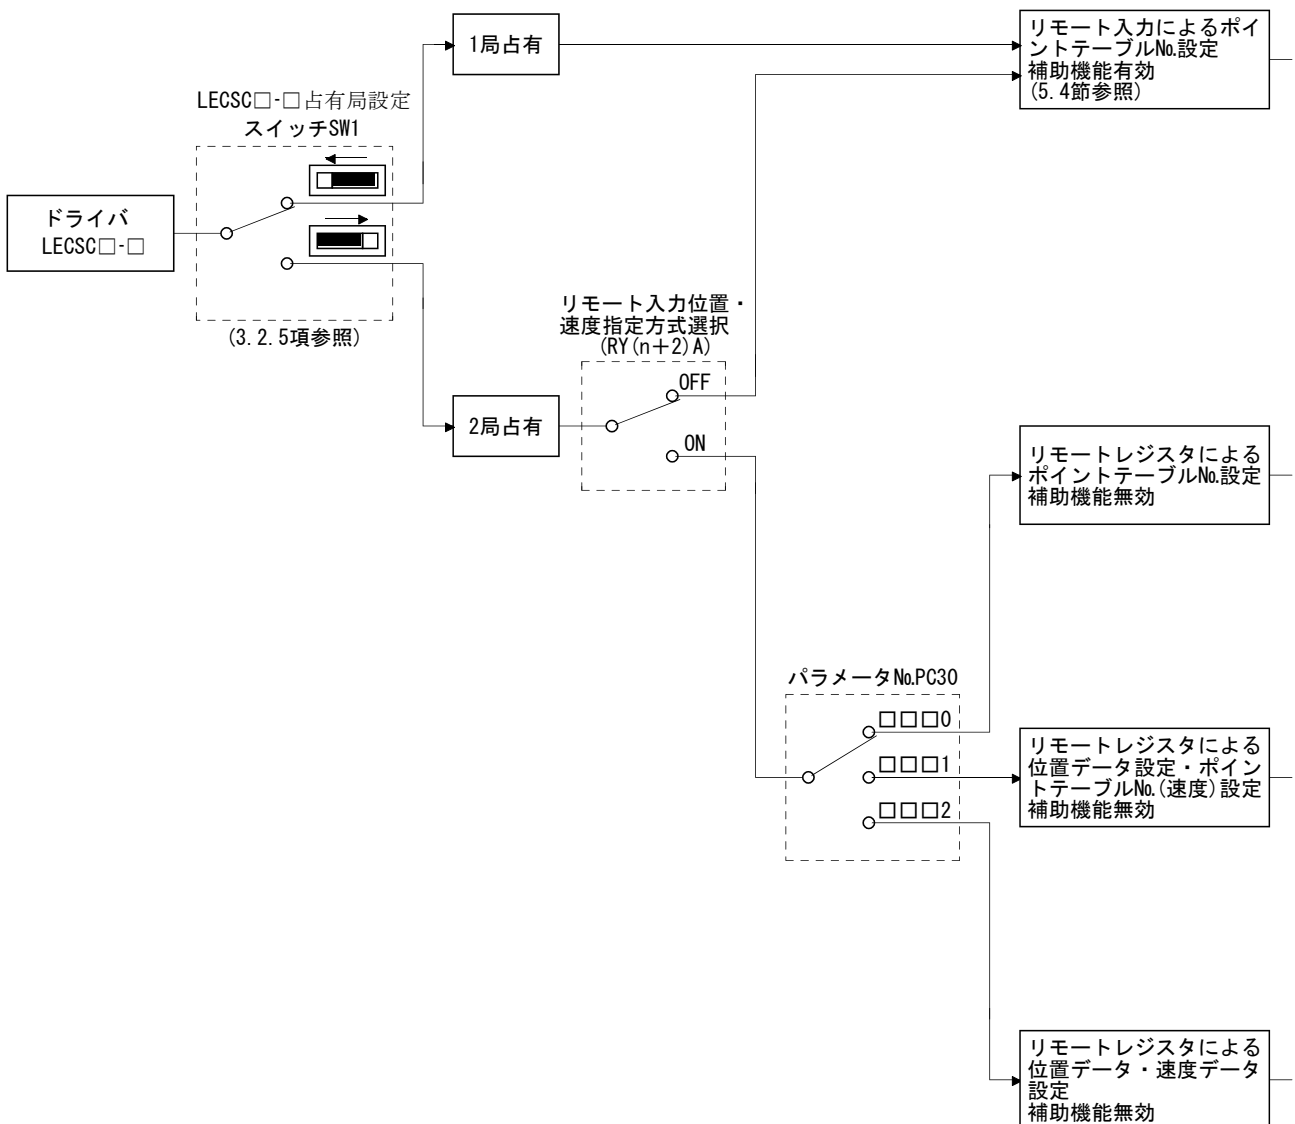 1局占有
リモート入力によるポイ
ントテーブル№設定
補助機能有効
(5.4節参照)
LECSC□-□占有局設定
スイッチSW1
ドライバ
LECSC□-□
(3.2.5項参照)
リモート入力位置・
速度指定方式選択
(RY(n+2)A)
OFF
2局占有
ON
リモートレジスタによる
ポイントテーブル№設定
補助機能無効
パラメータ№PC30
□□□0
□□□1
□□□2
リモートレジスタによる
位置データ設定・ポイン
トテーブル№(速度)設定
補助機能無効
リモートレジスタによる
位置データ・速度データ
設定
補助機能無効